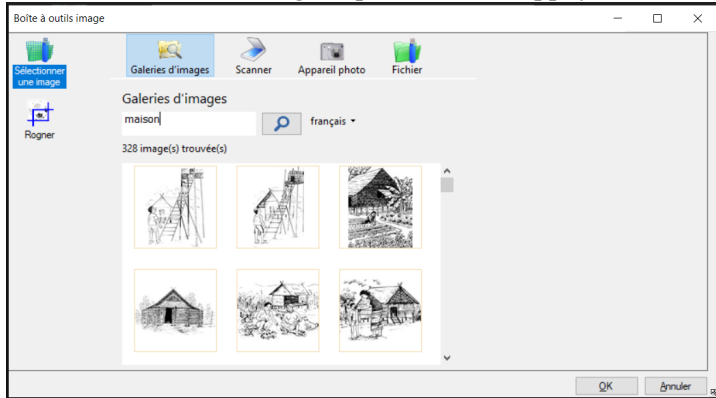 Boîte à outils image
Sélectionner
une image
Rogner
Galeries d'images
Scanner
Appareil photo
Fichier
Galeries d'images
maison
français
328 image(s) trouvée(s)
OK
Annuler